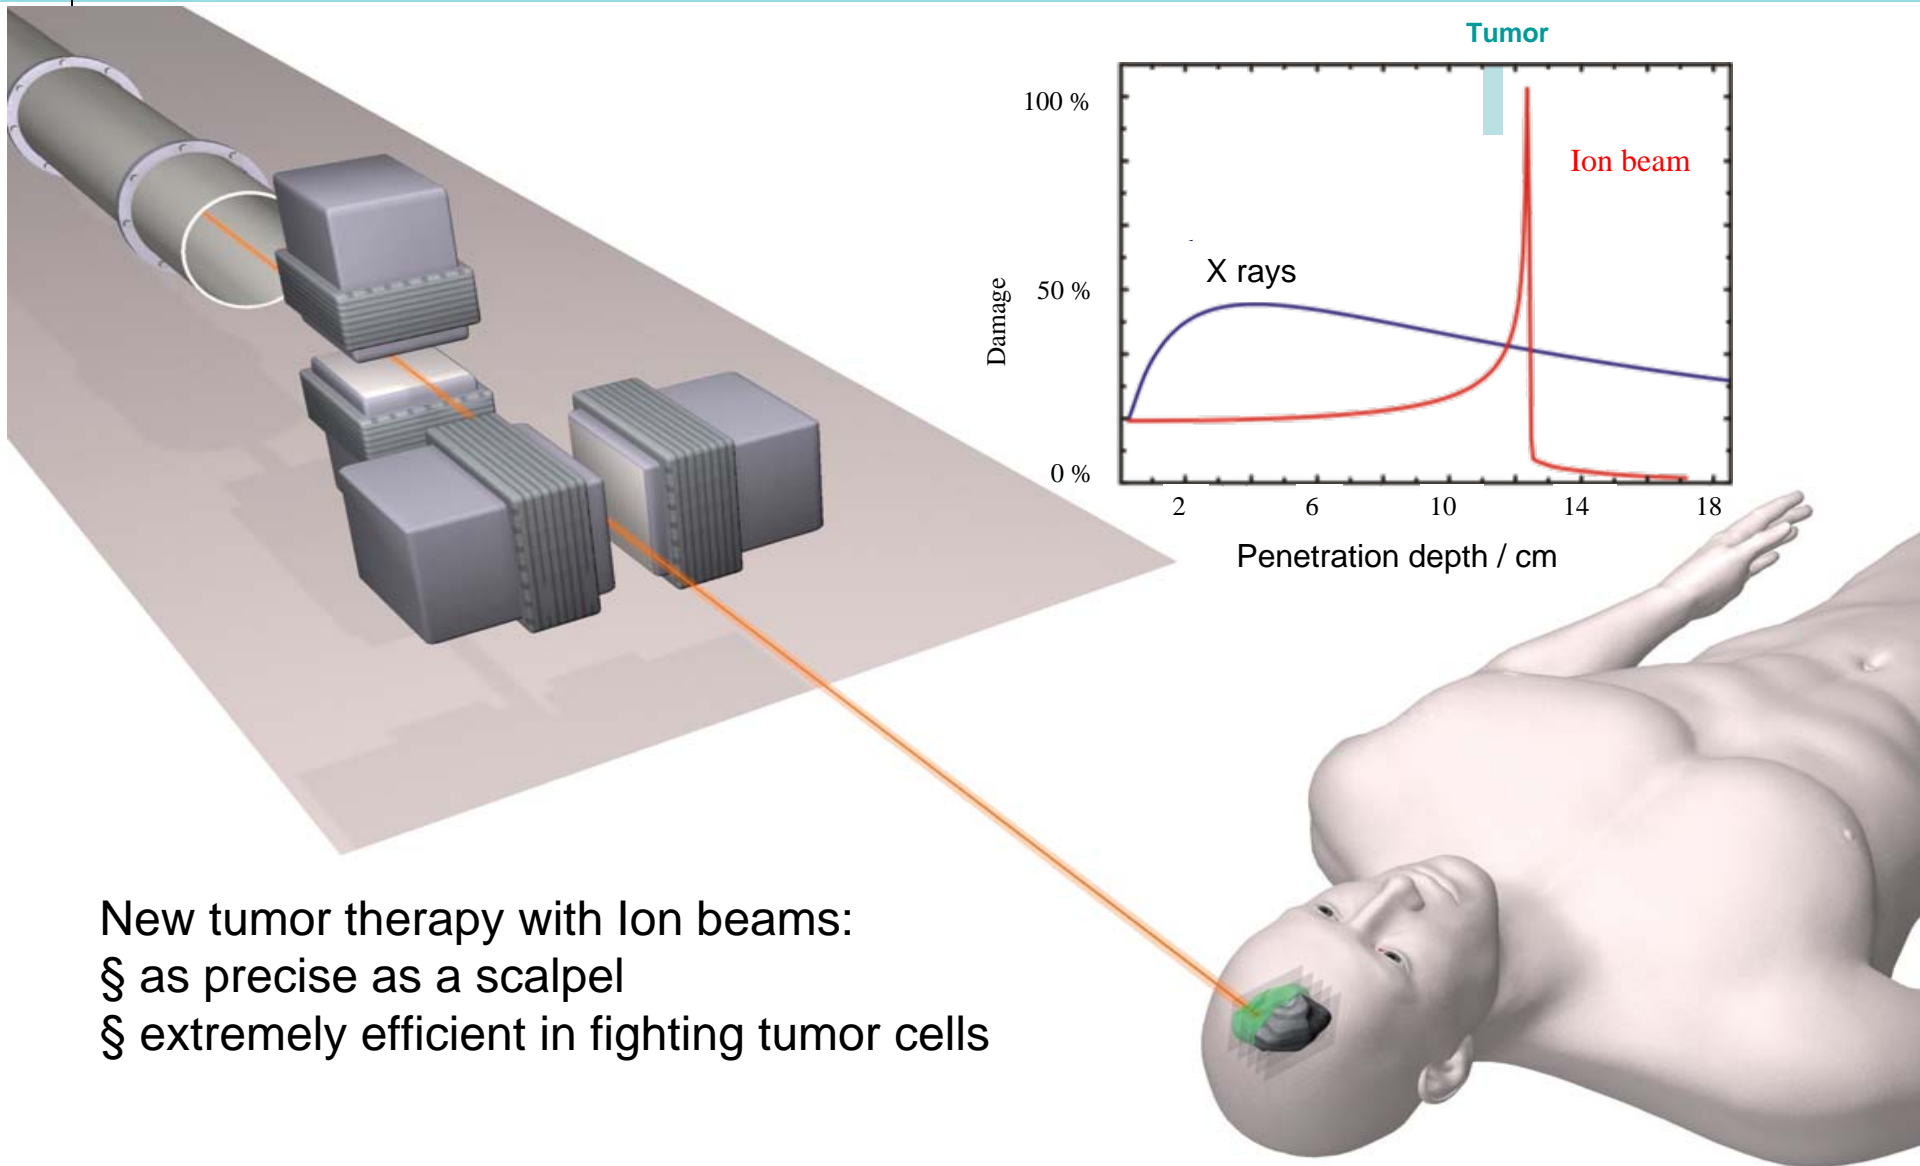 Tumor
100 %
Ion beam
X rays
50 %
Damage
0 %
2 6 10 14 18
Penetration depth / cm
New tumor therapy with Ion beams:
§ as precise as a scalpel
§ extremely efficient in fighting tumor cells